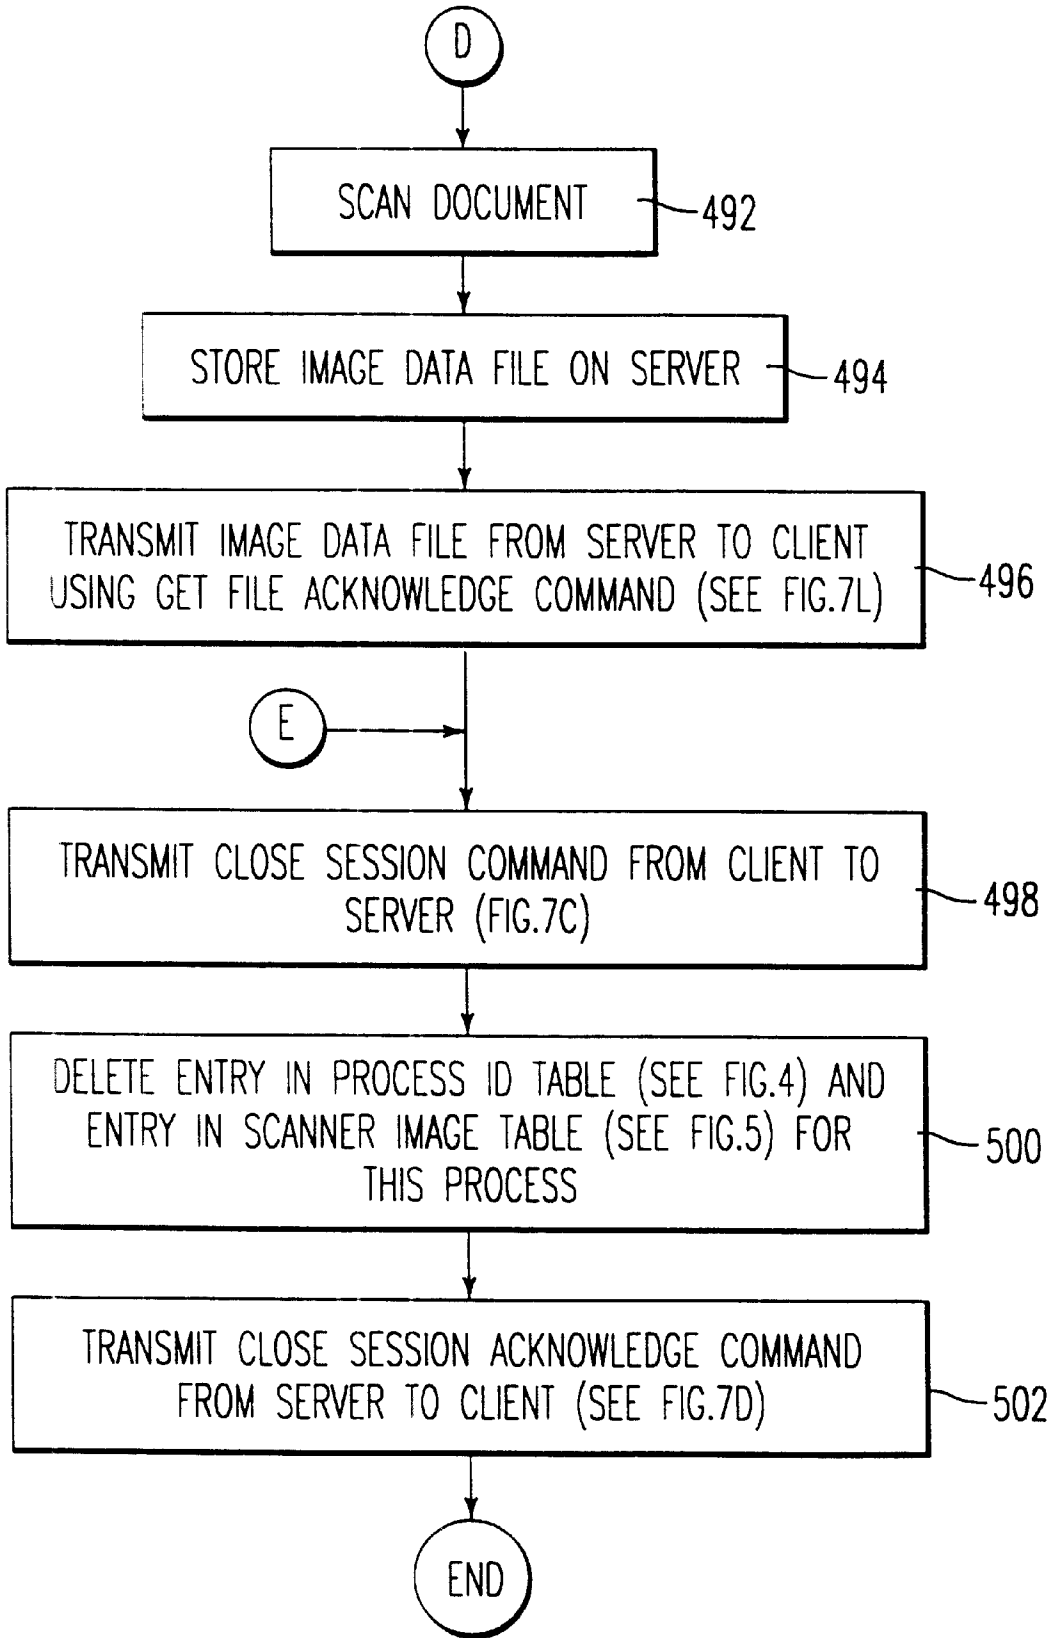 D
SCAN DOCUMENT
492
STORE IMAGE DATA FILE ON SERVER
494
TRANSMIT IMAGE DATA FILE FROM SERVER TO CLIENT
USING GET FILE ACKNOWLEDGE COMMAND (SEE FIG.7L)
496
E
TRANSMIT CLOSE SESSION COMMAND FROM CLIENT TO
SERVER (FIG.7C)
498
DELETE ENTRY IN PROCESS ID TABLE (SEE FIG.4) AND
ENTRY IN SCANNER IMAGE TABLE (SEE FIG.5) FOR
THIS PROCESS
500
TRANSMIT CLOSE SESSION ACKNOWLEDGE COMMAND
FROM SERVER TO CLIENT (SEE FIG.7D)
502
END